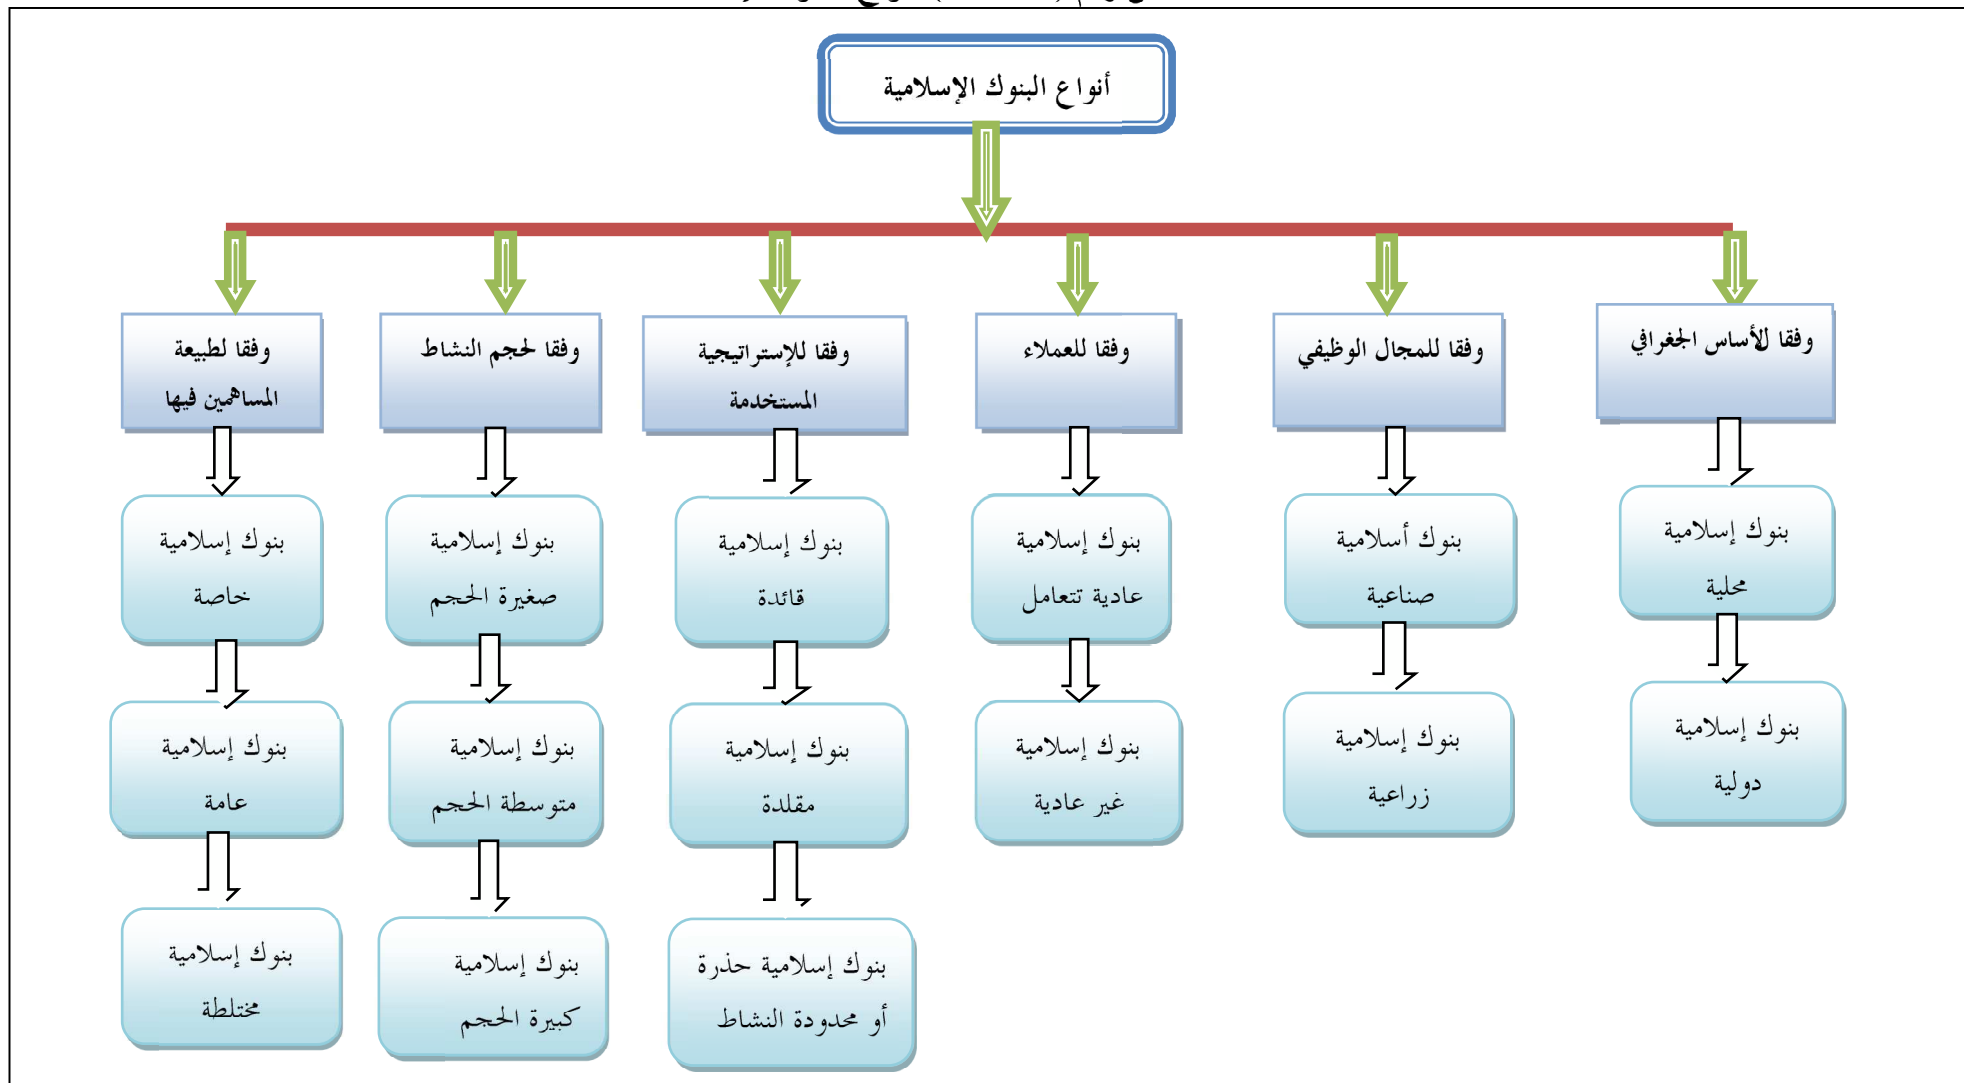 أنواع البنوك الإسلامية
وفقا للأساس الجغرافي
وفقا للمجال الوظيفي
وفقا للعملاء
وفقا للإستراتيجية
المستخدمة
وفقا لحجم النشاط
وفقا لطبيعة
المساهمين فيها
بنوك إسلامية
محلية
بنوك أسلامية
صناعية
بنوك إسلامية
عادية تتعامل
بنوك إسلامية
قائدة
بنوك إسلامية
صغيرة الحجم
بنوك إسلامية
خاصة
بنوك إسلامية
دولية
بنوك إسلامية
زراعية
بنوك إسلامية
غير عادية
بنوك إسلامية
مقلدة
بنوك إسلامية
متوسطة الحجم
بنوك إسلامية
عامة
بنوك إسلامية حذرة
أو محدودة النشاط
بنوك إسلامية
كبيرة الحجم
بنوك إسلامية
مختلطة